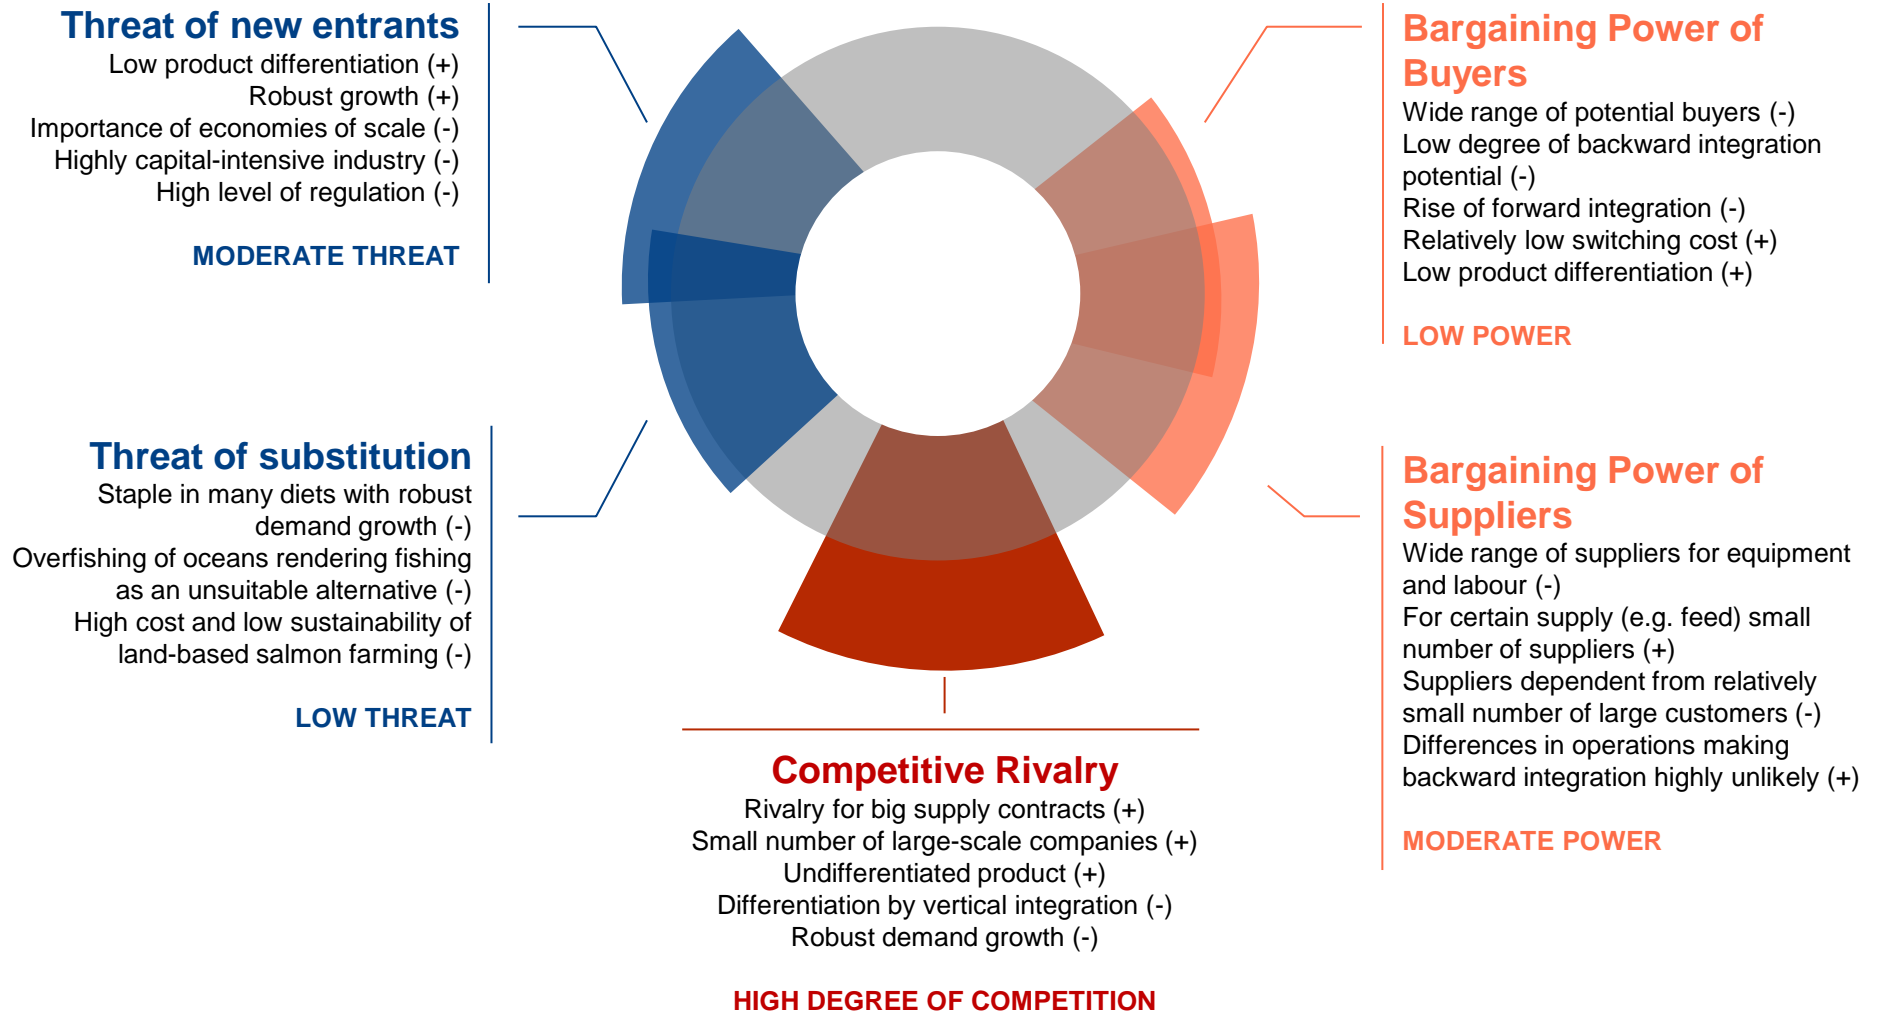 Threat of new entrants
Low product differentiation (+)
Robust growth (+)
Importance of economies of scale (-)
Highly capital-intensive industry (-)
High level of regulation (-)
MODERATE THREAT
Bargaining Power of
Buyers
Wide range of potential buyers (-)
Low degree of backward integration
potential (-)
Rise of forward integration (-)
Relatively low switching cost (+)
Low product differentiation (+)
LOW POWER
Threat of substitution
Staple in many diets with robust
demand growth (-)
Overfishing of oceans rendering fishing
as an unsuitable alternative (-)
High cost and low sustainability of
land-based salmon farming (-)
LOW THREAT
Bargaining Power of
Suppliers
Wide range of suppliers for equipment
and labour (-)
For certain supply (e.g. feed) small
number of suppliers (+)
Suppliers dependent from relatively
small number of large customers (-)
Differences in operations making
backward integration highly unlikely (+)
MODERATE POWER
Competitive Rivalry
Rivalry for big supply contracts (+)
Small number of large-scale companies (+)
Undifferentiated product (+)
Differentiation by vertical integration (-)
Robust demand growth (-)
HIGH DEGREE OF COMPETITION